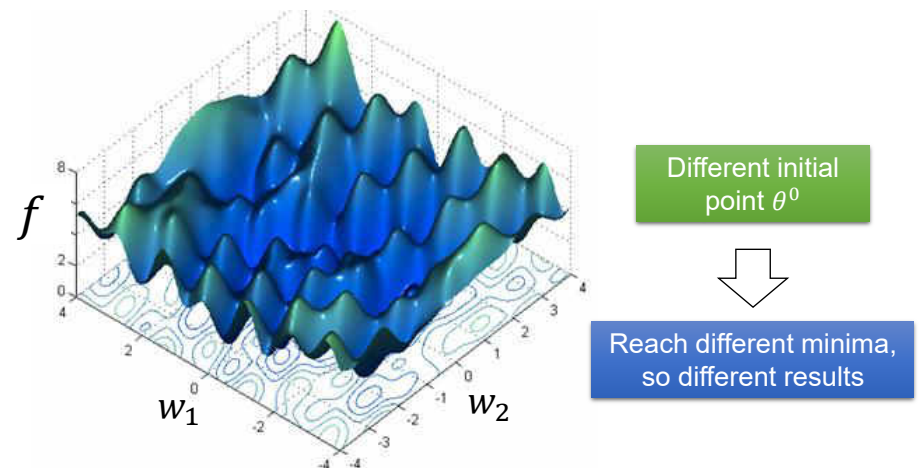 8
f
2
0
4
2
0
-2
-4
w₁
4
3
2
1
0
-1
-2
-3
-4
w₂
Different initial
point θ⁰
Reach different minima,
so different results